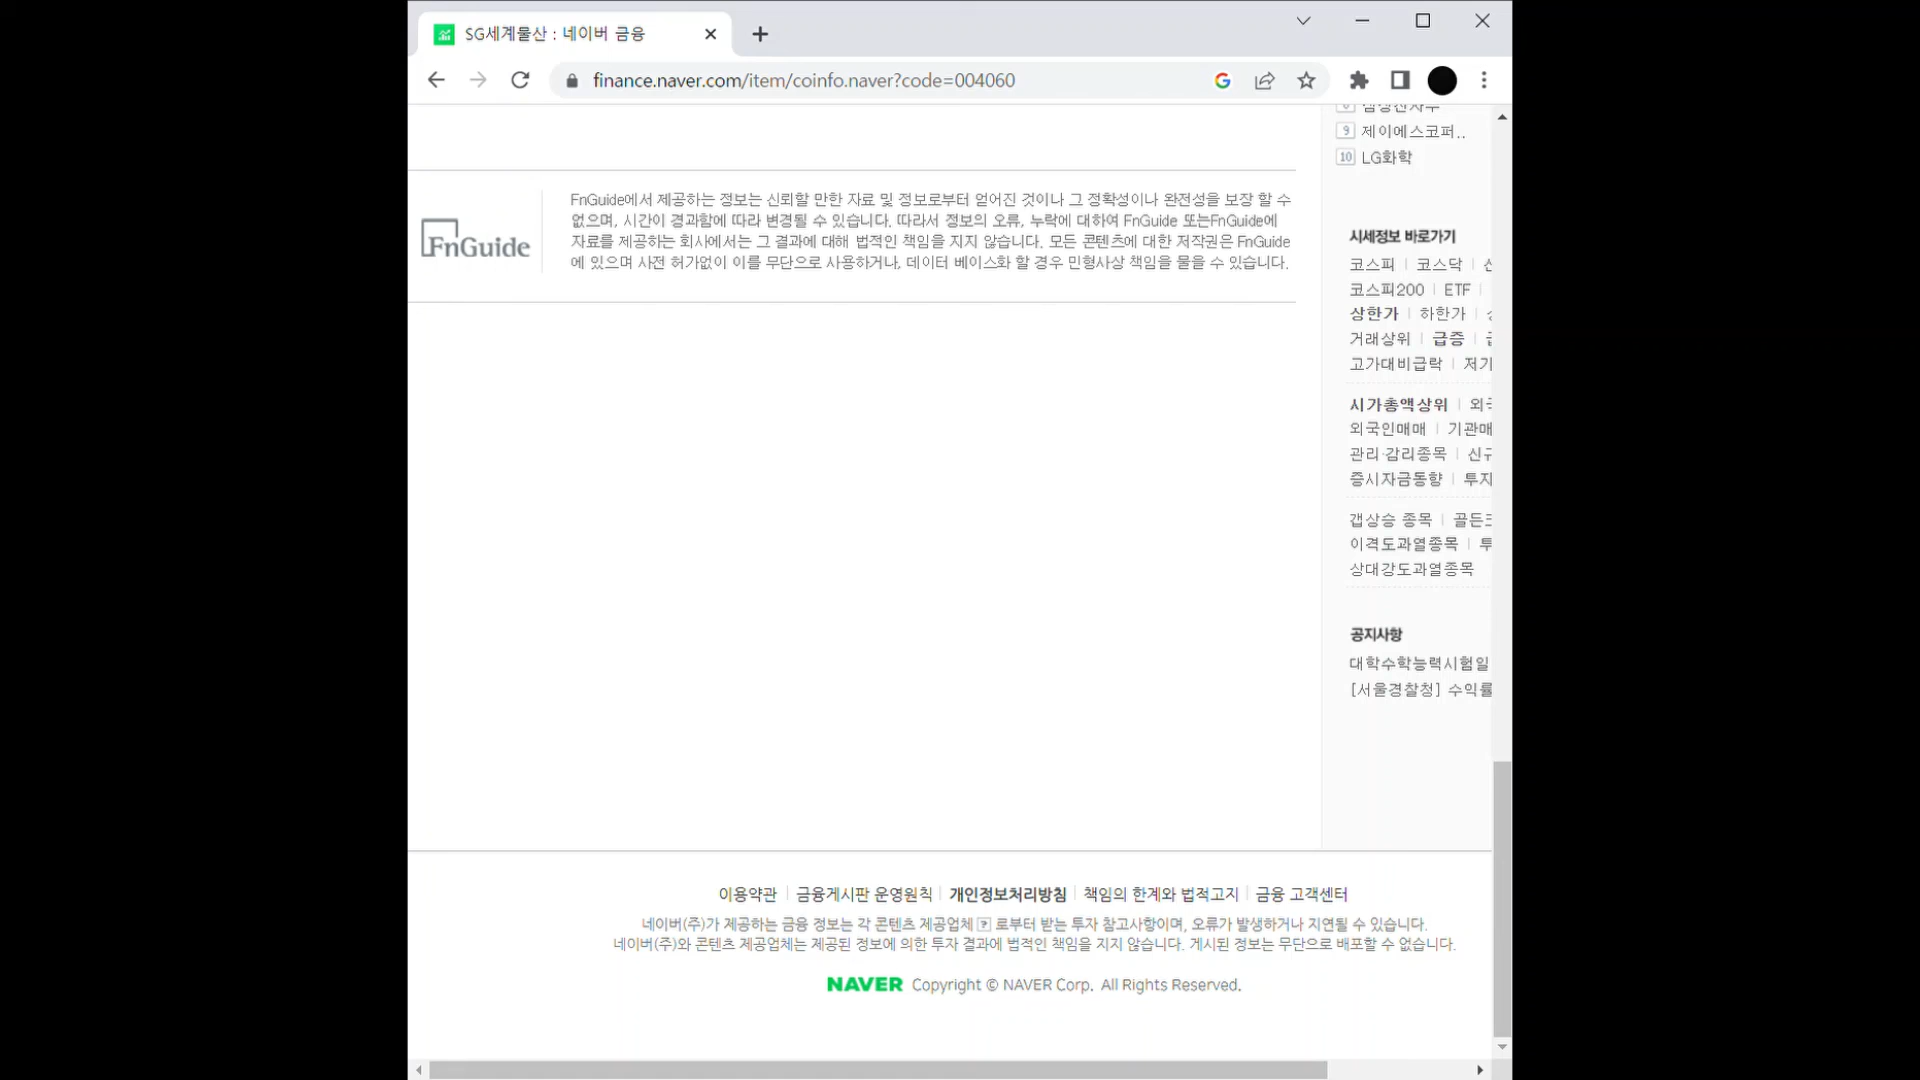 SG세계물산 : 네이버 금융
finance.naver.com/item/coinfo.naver?code=004060
9 제이에스코퍼..
10 LG화학
FnGuide
FnGuide에서 제공하는 정보는 신뢰할 만한 자료 및 정보로부터 얻어진 것이나 그 정확성이나 완전성을 보장 할 수
없으며, 시간이 경과함에 따라 변경될 수 있습니다. 따라서 정보의 오류, 누락에 대하여 FnGuide 또는FnGuide에
자료를 제공하는 회사에서는 그 결과에 대해 법적인 책임을 지지 않습니다. 모든 콘텐츠에 대한 저작권은 FnGuide
에 있으며 사전 허가없이 이를 무단으로 사용하거나, 데이터 베이스화 할 경우 민형사상 책임을 물을 수 있습니다.
시세정보 바로가기
코스피 | 코스닥 |
코스피200 | ETF |
상한가 | 하한가 |
거래상위 | 급증 |
고가대비급락 |
시가총액상위 |
외국인매매 |
관리·감리종목 |
증시자금동향 |
갭상승 종목 |
이격도과열종목 |
상대강도과열종목
공지사항
대학수학능력시험일
[서울경찰청] 수익률
이용약관 | 금융게시판 운영원칙 | 개인정보처리방침 | 책임의 한계와 법적고지 | 금융 고객센터
네이버(주)가 제공하는 금융 정보는 각 콘텐츠 제공업체 ? 로부터 받는 투자 참고사항이며, 오류가 발생하거나 지연될 수 있습니다.
네이버(주)와 콘텐츠 제공업체는 제공된 정보에 의한 투자 결과에 법적인 책임을 지지 않습니다. 게시된 정보는 무단으로 배포할 수 없습니다.
NAVER Copyright © NAVER Corp. All Rights Reserved.